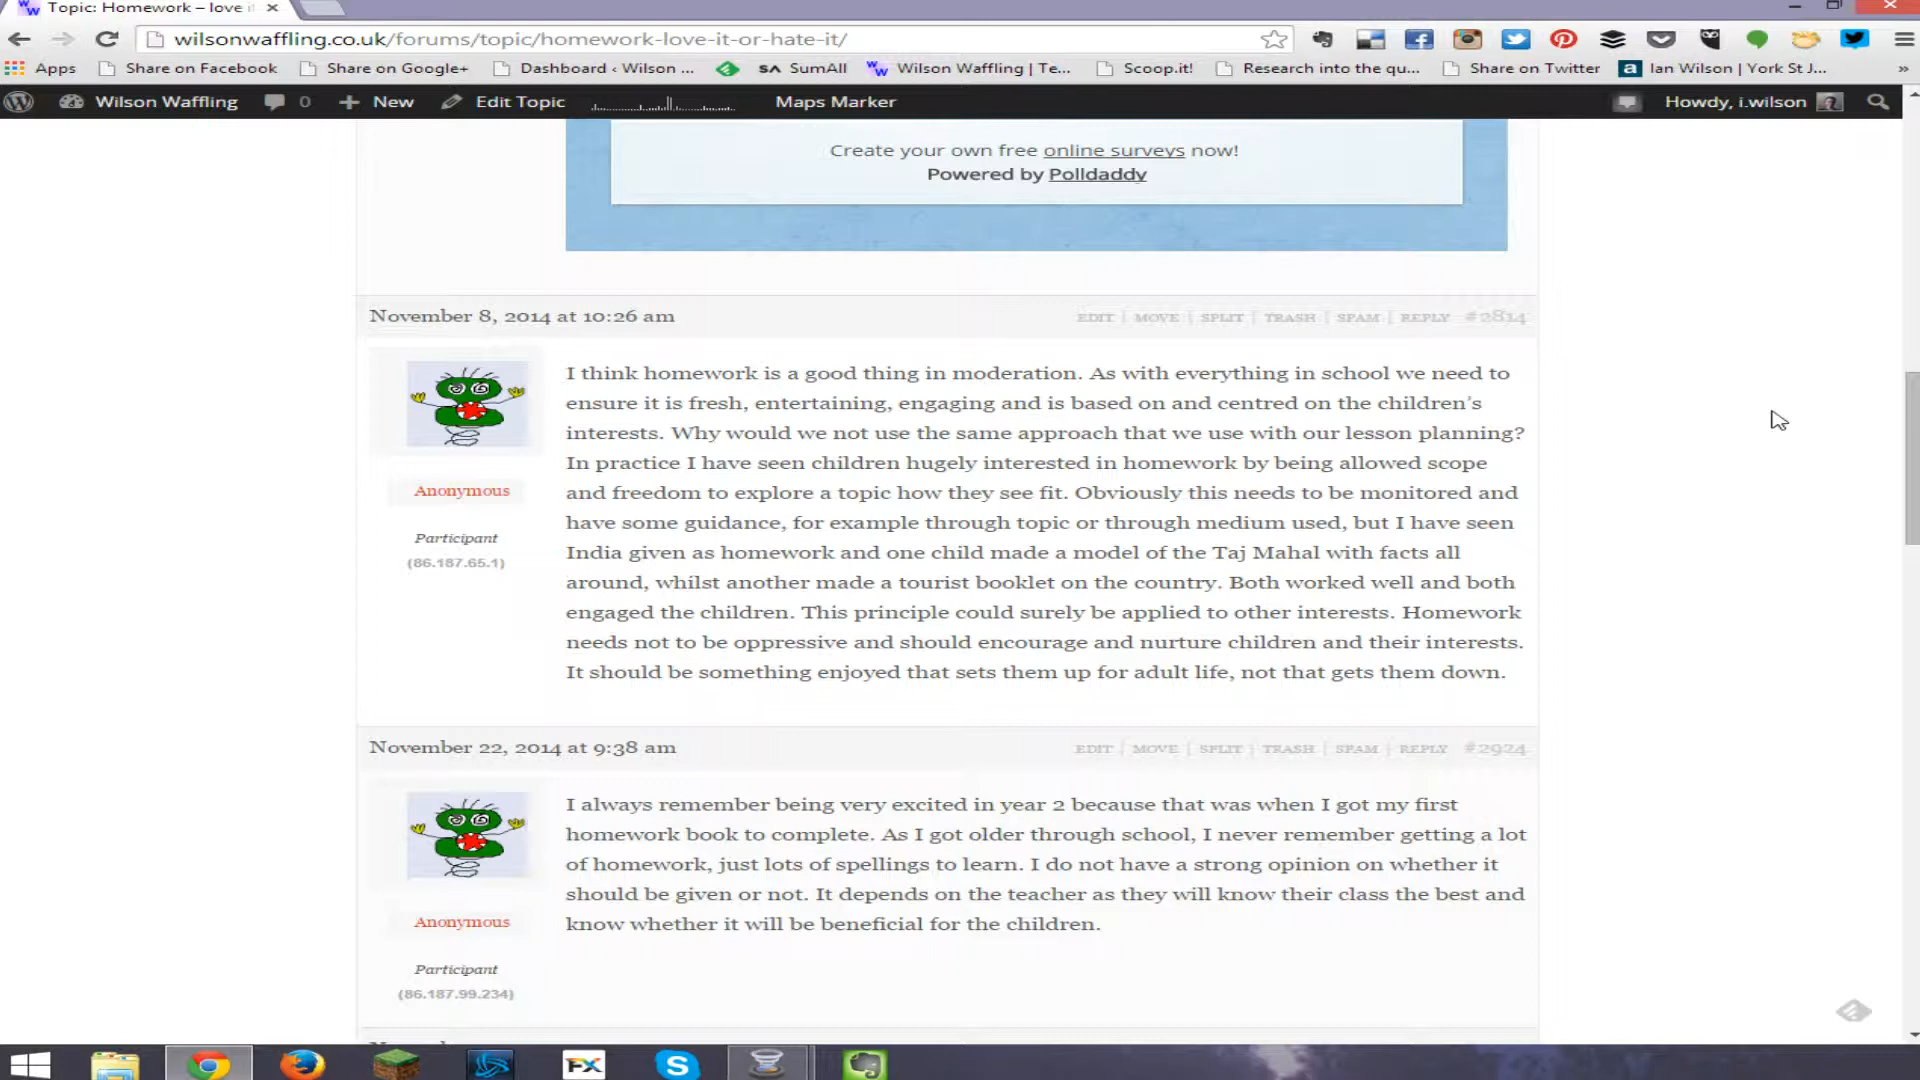 Topic: Homework – love i
wilsonwaffling.co.uk/forums/topic/homework-love-it-or-hate-it/
Apps Share on Facebook Share on Google+ Dashboard ‹ Wilson ... SumAll Wilson Waffling | Te... Scoop.it! Research into the qu... Share on Twitter Ian Wilson | York St J... »
Wilson Waffling 0 New Edit Topic Maps Marker Howdy, i.wilson
Create your own free online surveys now!
Powered by Polldaddy
November 8, 2014 at 10:26 am EDIT | MOVE | SPLIT | TRASH | SPAM | REPLY #2814
I think homework is a good thing in moderation. As with everything in school we need to
ensure it is fresh, entertaining, engaging and is based on and centred on the children's
interests. Why would we not use the same approach that we use with our lesson planning?
In practice I have seen children hugely interested in homework by being allowed scope
and freedom to explore a topic how they see fit. Obviously this needs to be monitored and
have some guidance, for example through topic or through medium used, but I have seen
India given as homework and one child made a model of the Taj Mahal with facts all
around, whilst another made a tourist booklet on the country. Both worked well and both
engaged the children. This principle could surely be applied to other interests. Homework
needs not to be oppressive and should encourage and nurture children and their interests.
It should be something enjoyed that sets them up for adult life, not that gets them down.
Anonymous
Participant
(86.187.65.1)
November 22, 2014 at 9:38 am EDIT | MOVE | SPLIT | TRASH | SPAM | REPLY #2924
I always remember being very excited in year 2 because that was when I got my first
homework book to complete. As I got older through school, I never remember getting a lot
of homework, just lots of spellings to learn. I do not have a strong opinion on whether it
should be given or not. It depends on the teacher as they will know their class the best and
know whether it will be beneficial for the children.
Anonymous
Participant
(86.187.99.234)
FX